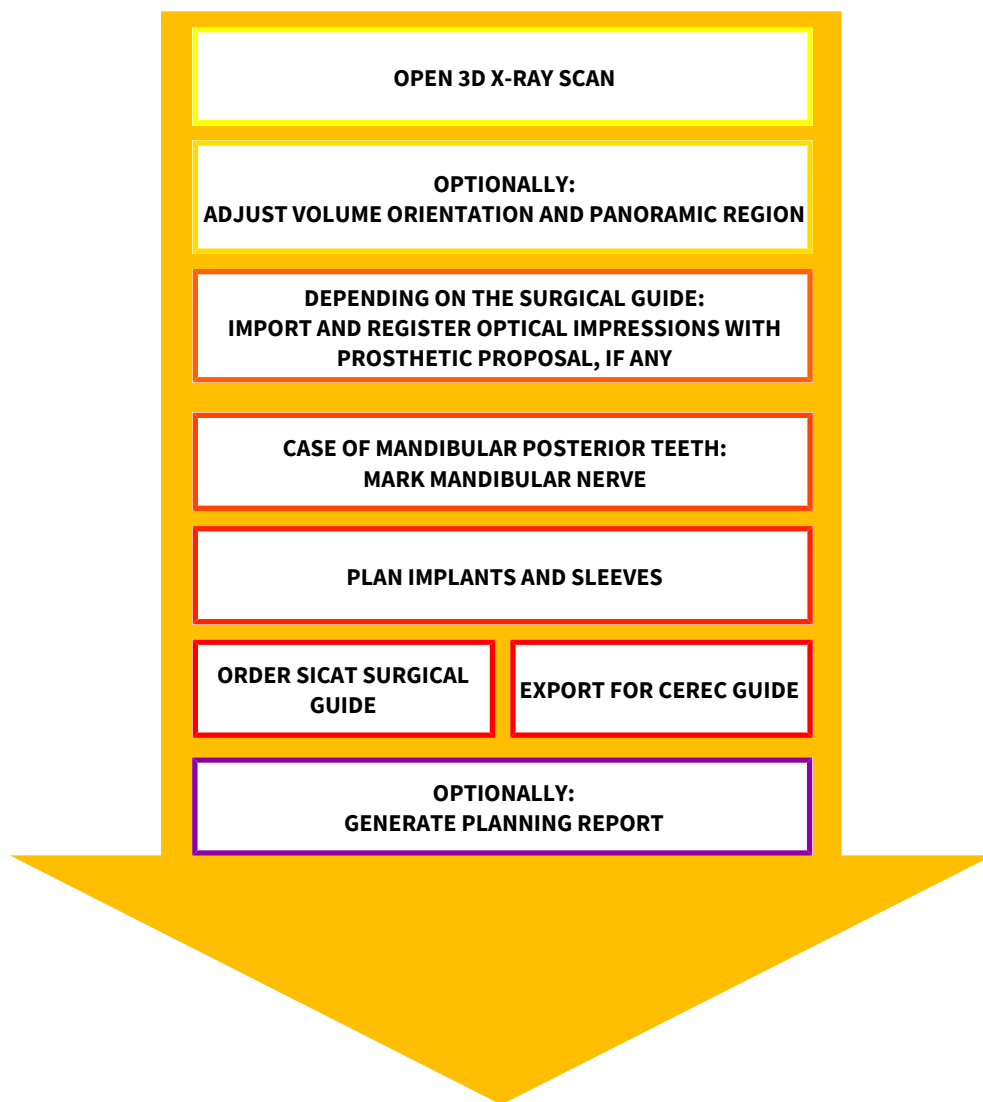 OPEN 3D X-RAY SCAN
OPTIONALLY:
ADJUST VOLUME ORIENTATION AND PANORAMIC REGION
DEPENDING ON THE SURGICAL GUIDE:
IMPORT AND REGISTER OPTICAL IMPRESSIONS WITH
PROSTHETIC PROPOSAL, IF ANY
CASE OF MANDIBULAR POSTERIOR TEETH:
MARK MANDIBULAR NERVE
PLAN IMPLANTS AND SLEEVES
ORDER SICAT SURGICAL
GUIDE
EXPORT FOR CEREC GUIDE
OPTIONALLY:
GENERATE PLANNING REPORT